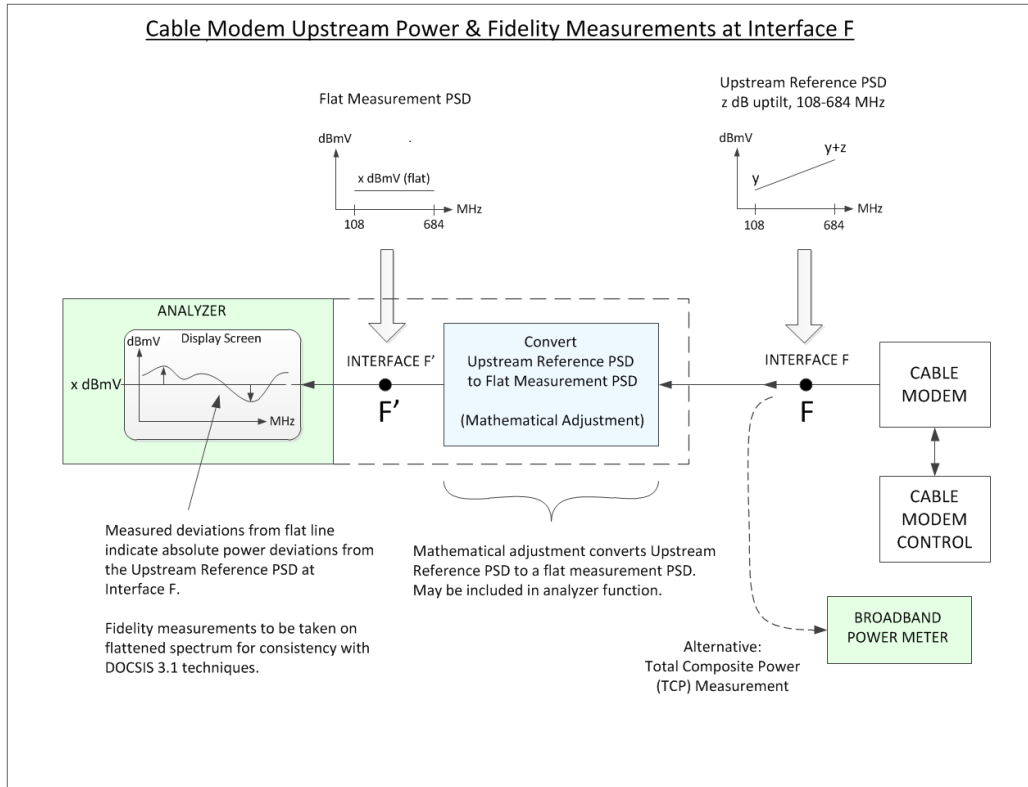 Cable Modem Upstream Power & Fidelity Measurements at Interface F
Flat Measurement PSD
dBmV
x dBmV (flat)
MHz
108
684
Upstream Reference PSD
z dB uptilt, 108-684 MHz
dBmV
y
y+z
MHz
108
684
ANALYZER
Display Screen
dBmV
x dBmV
MHz
INTERFACE F’
F’
Convert
Upstream Reference PSD
to Flat Measurement PSD
(Mathematical Adjustment)
INTERFACE F
F
CABLE
MODEM
CABLE
MODEM
CONTROL
Measured deviations from flat line
indicate absolute power deviations from
the Upstream Reference PSD at
Interface F.
Fidelity measurements to be taken on
flattened spectrum for consistency with
DOCSIS 3.1 techniques.
Mathematical adjustment converts Upstream
Reference PSD to a flat measurement PSD.
May be included in analyzer function.
Alternative:
Total Composite Power
(TCP) Measurement
BROADBAND
POWER METER